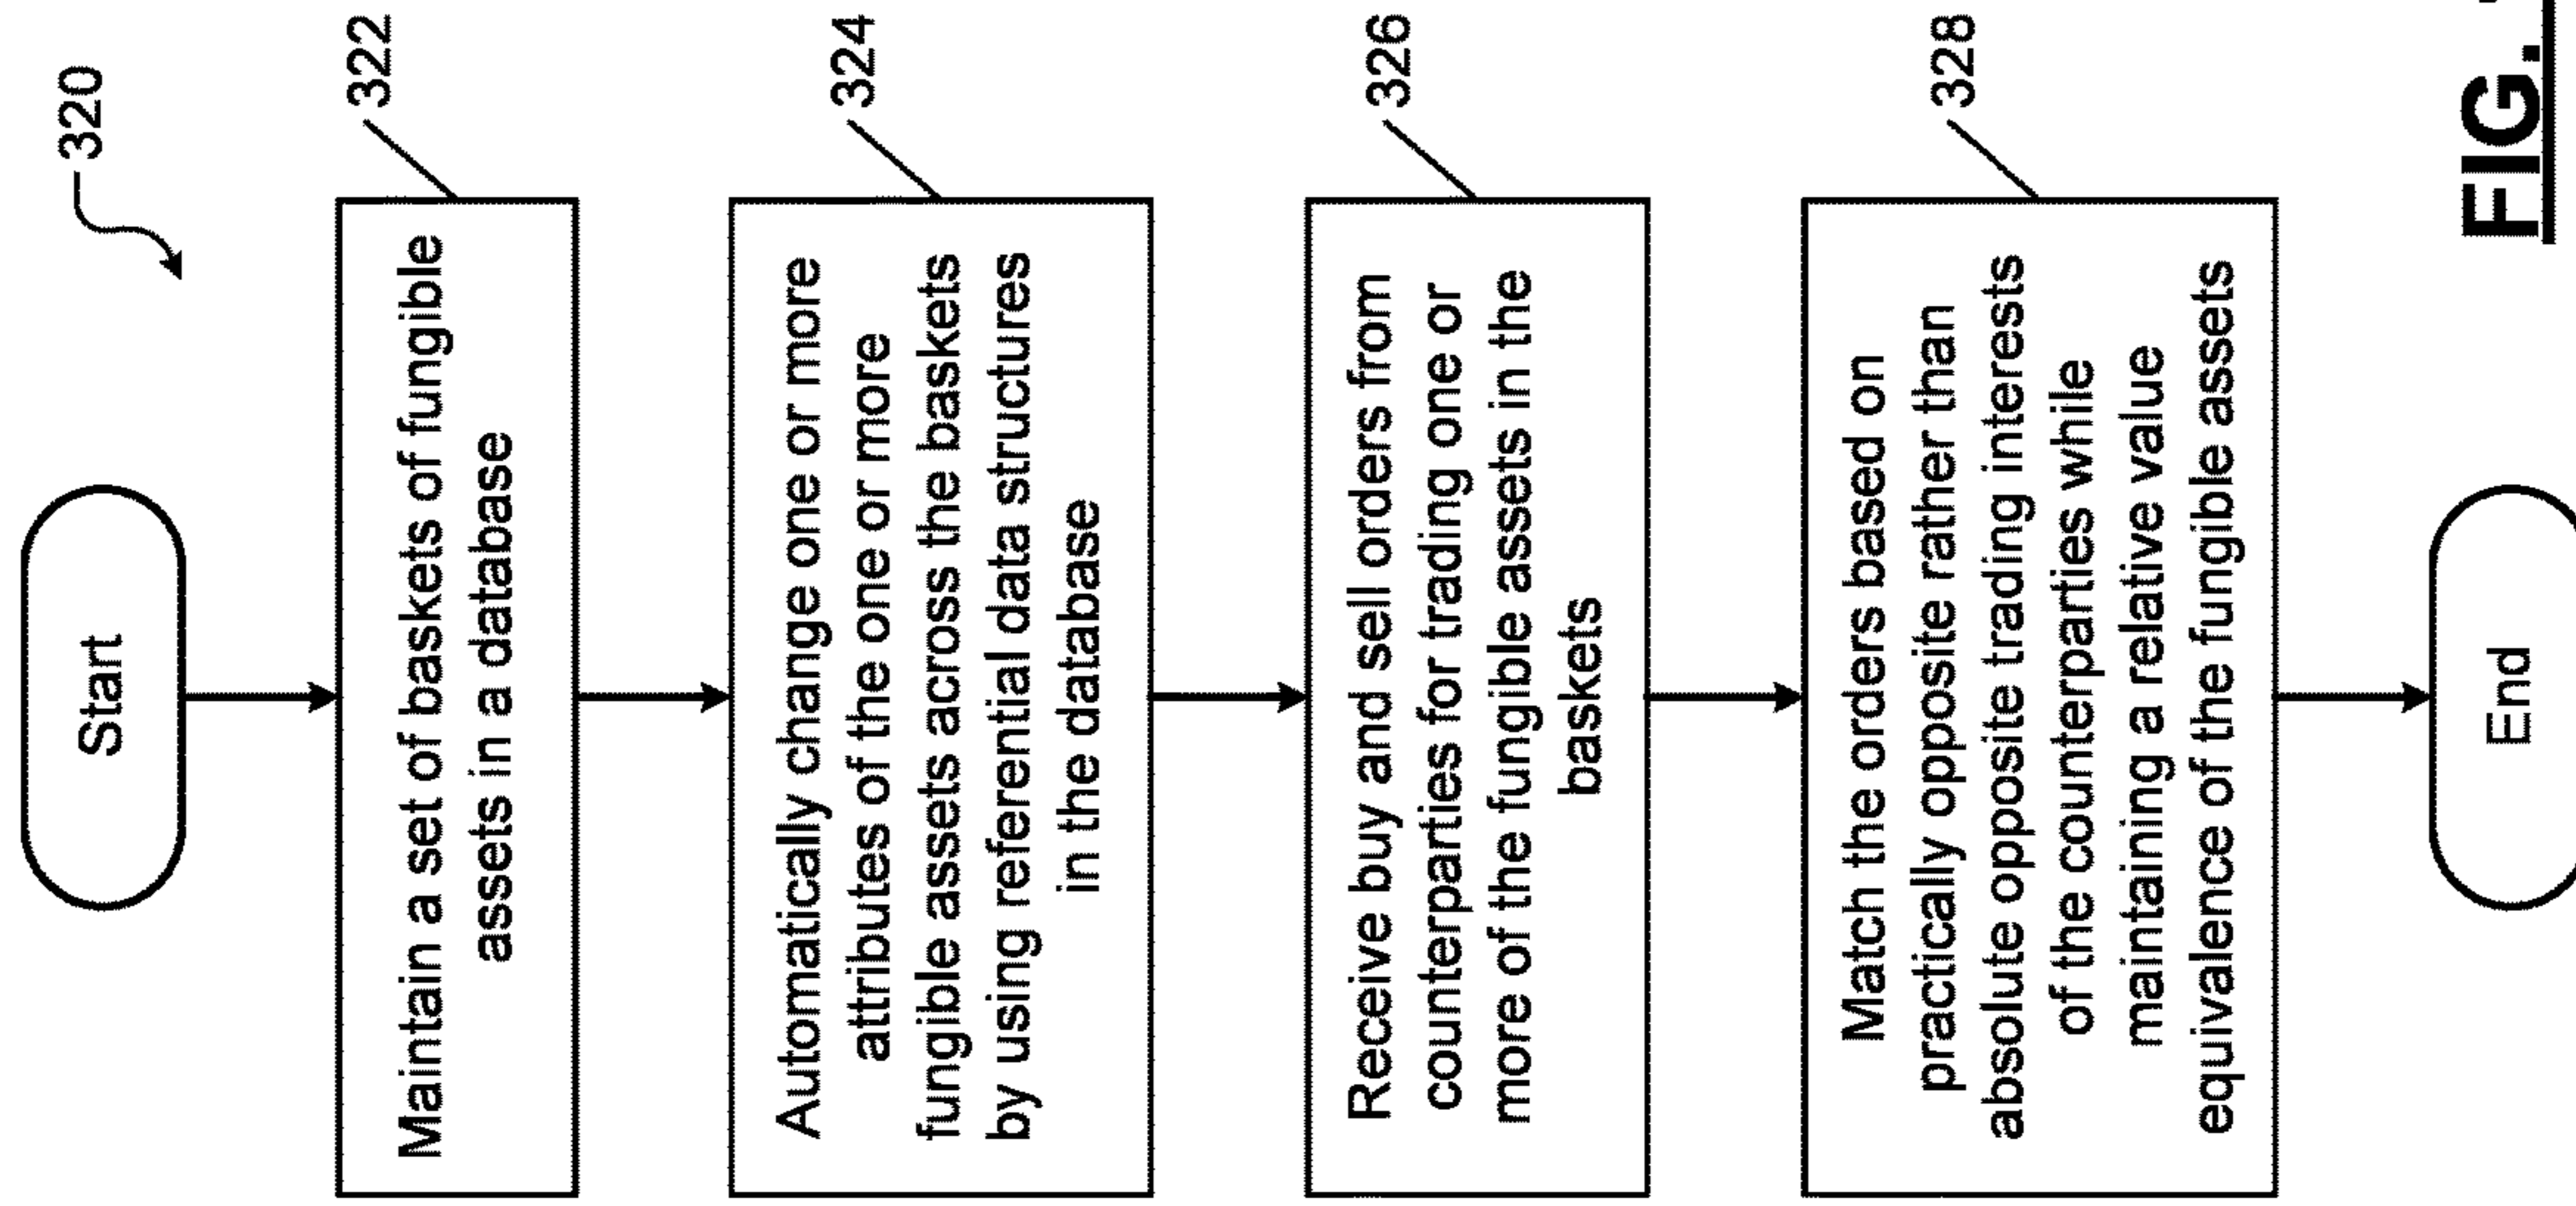 320
Start
322
Maintain a set of baskets of fungible
assets in a database
324
Automatically change one or more
attributes of the one or more
fungible assets across the baskets
by using referential data structures
in the database
326
Receive buy and sell orders from
counterparties for trading one or
more of the fungible assets in the
baskets
328
Match the orders based on
practically opposite rather than
absolute opposite trading interests
of the counterparties while
maintaining a relative value
equivalence of the fungible assets
End
FIG.